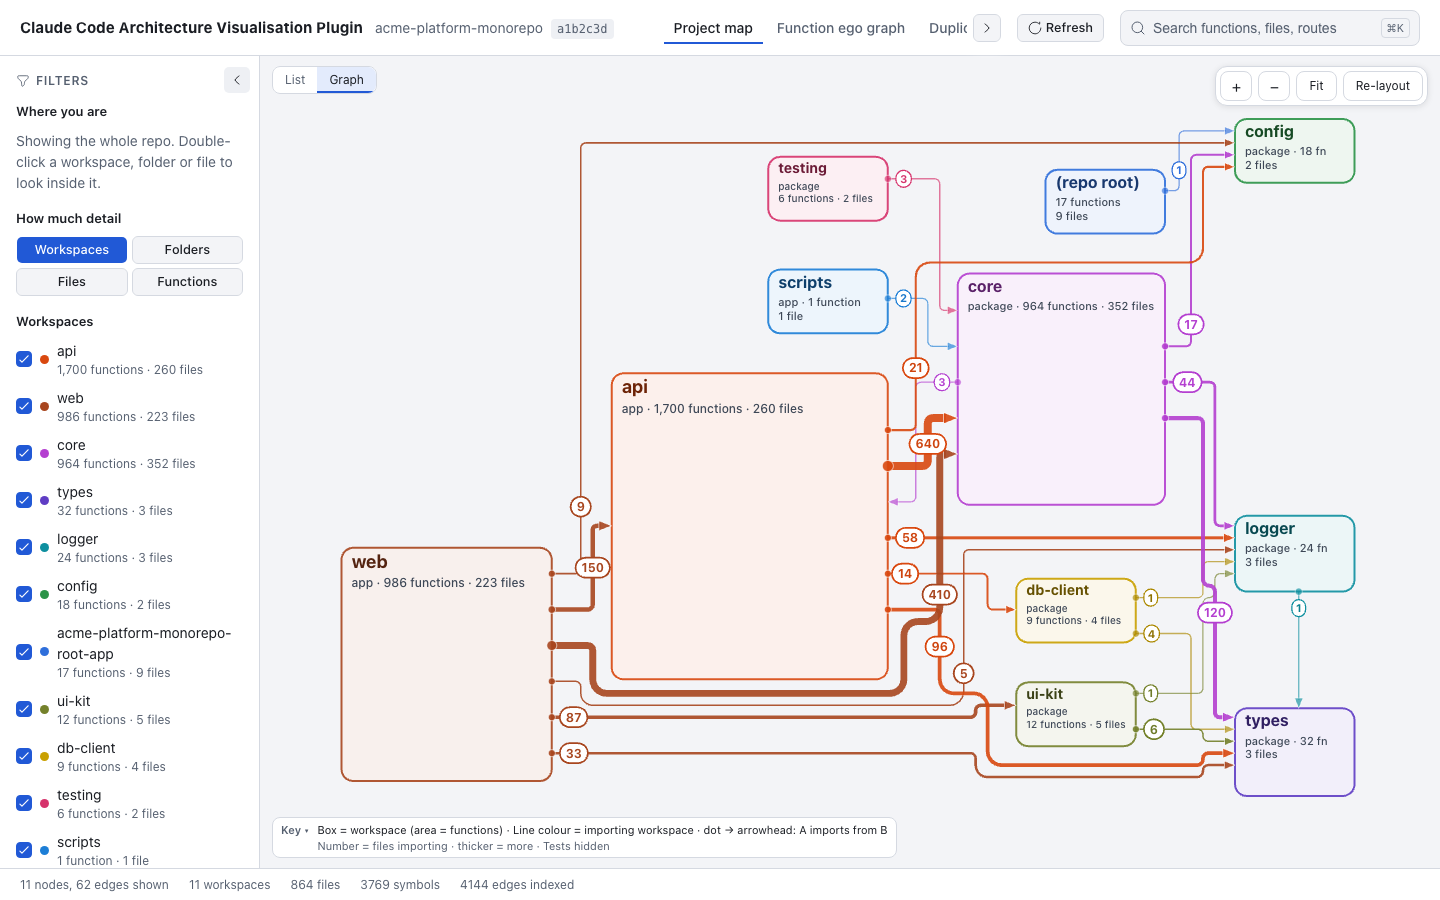 Claude Code Architecture Visualisation Plugin acme-platform-monorepo a1b2c3d
Project map Function ego graph Duplic
Refresh
Search functions, files, routes ⌘K
FILTERS
Where you are
Showing the whole repo. Double-
click a workspace, folder or file to
look inside it.
How much detail
Workspaces Folders
Files Functions
Workspaces
api
1,700 functions · 260 files
web
986 functions · 223 files
core
964 functions · 352 files
types
32 functions · 3 files
logger
24 functions · 3 files
config
18 functions · 2 files
acme-platform-monorepo-
root-app
17 functions · 9 files
ui-kit
12 functions · 5 files
db-client
9 functions · 4 files
testing
6 functions · 2 files
scripts
1 function · 1 file
List Graph
+ − Fit Re-layout
config
package · 18 fn
2 files
testing
package
6 functions · 2 files
3
(repo root)
17 functions
9 files
1
scripts
app · 1 function
1 file
2
core
package · 964 functions · 352 files
17
44
3
21
api
app · 1,700 functions · 260 files
640
58
14
410
96
5
9
150
web
app · 986 functions · 223 files
87
33
logger
package · 24 fn
3 files
1
db-client
package
9 functions · 4 files
1
4
120
ui-kit
package
12 functions · 5 files
1
6
types
package · 32 fn
3 files
Key ▾ Box = workspace (area = functions) · Line colour = importing workspace · dot → arrowhead: A imports from B
Number = files importing · thicker = more · Tests hidden
11 nodes, 62 edges shown 11 workspaces 864 files 3769 symbols 4144 edges indexed